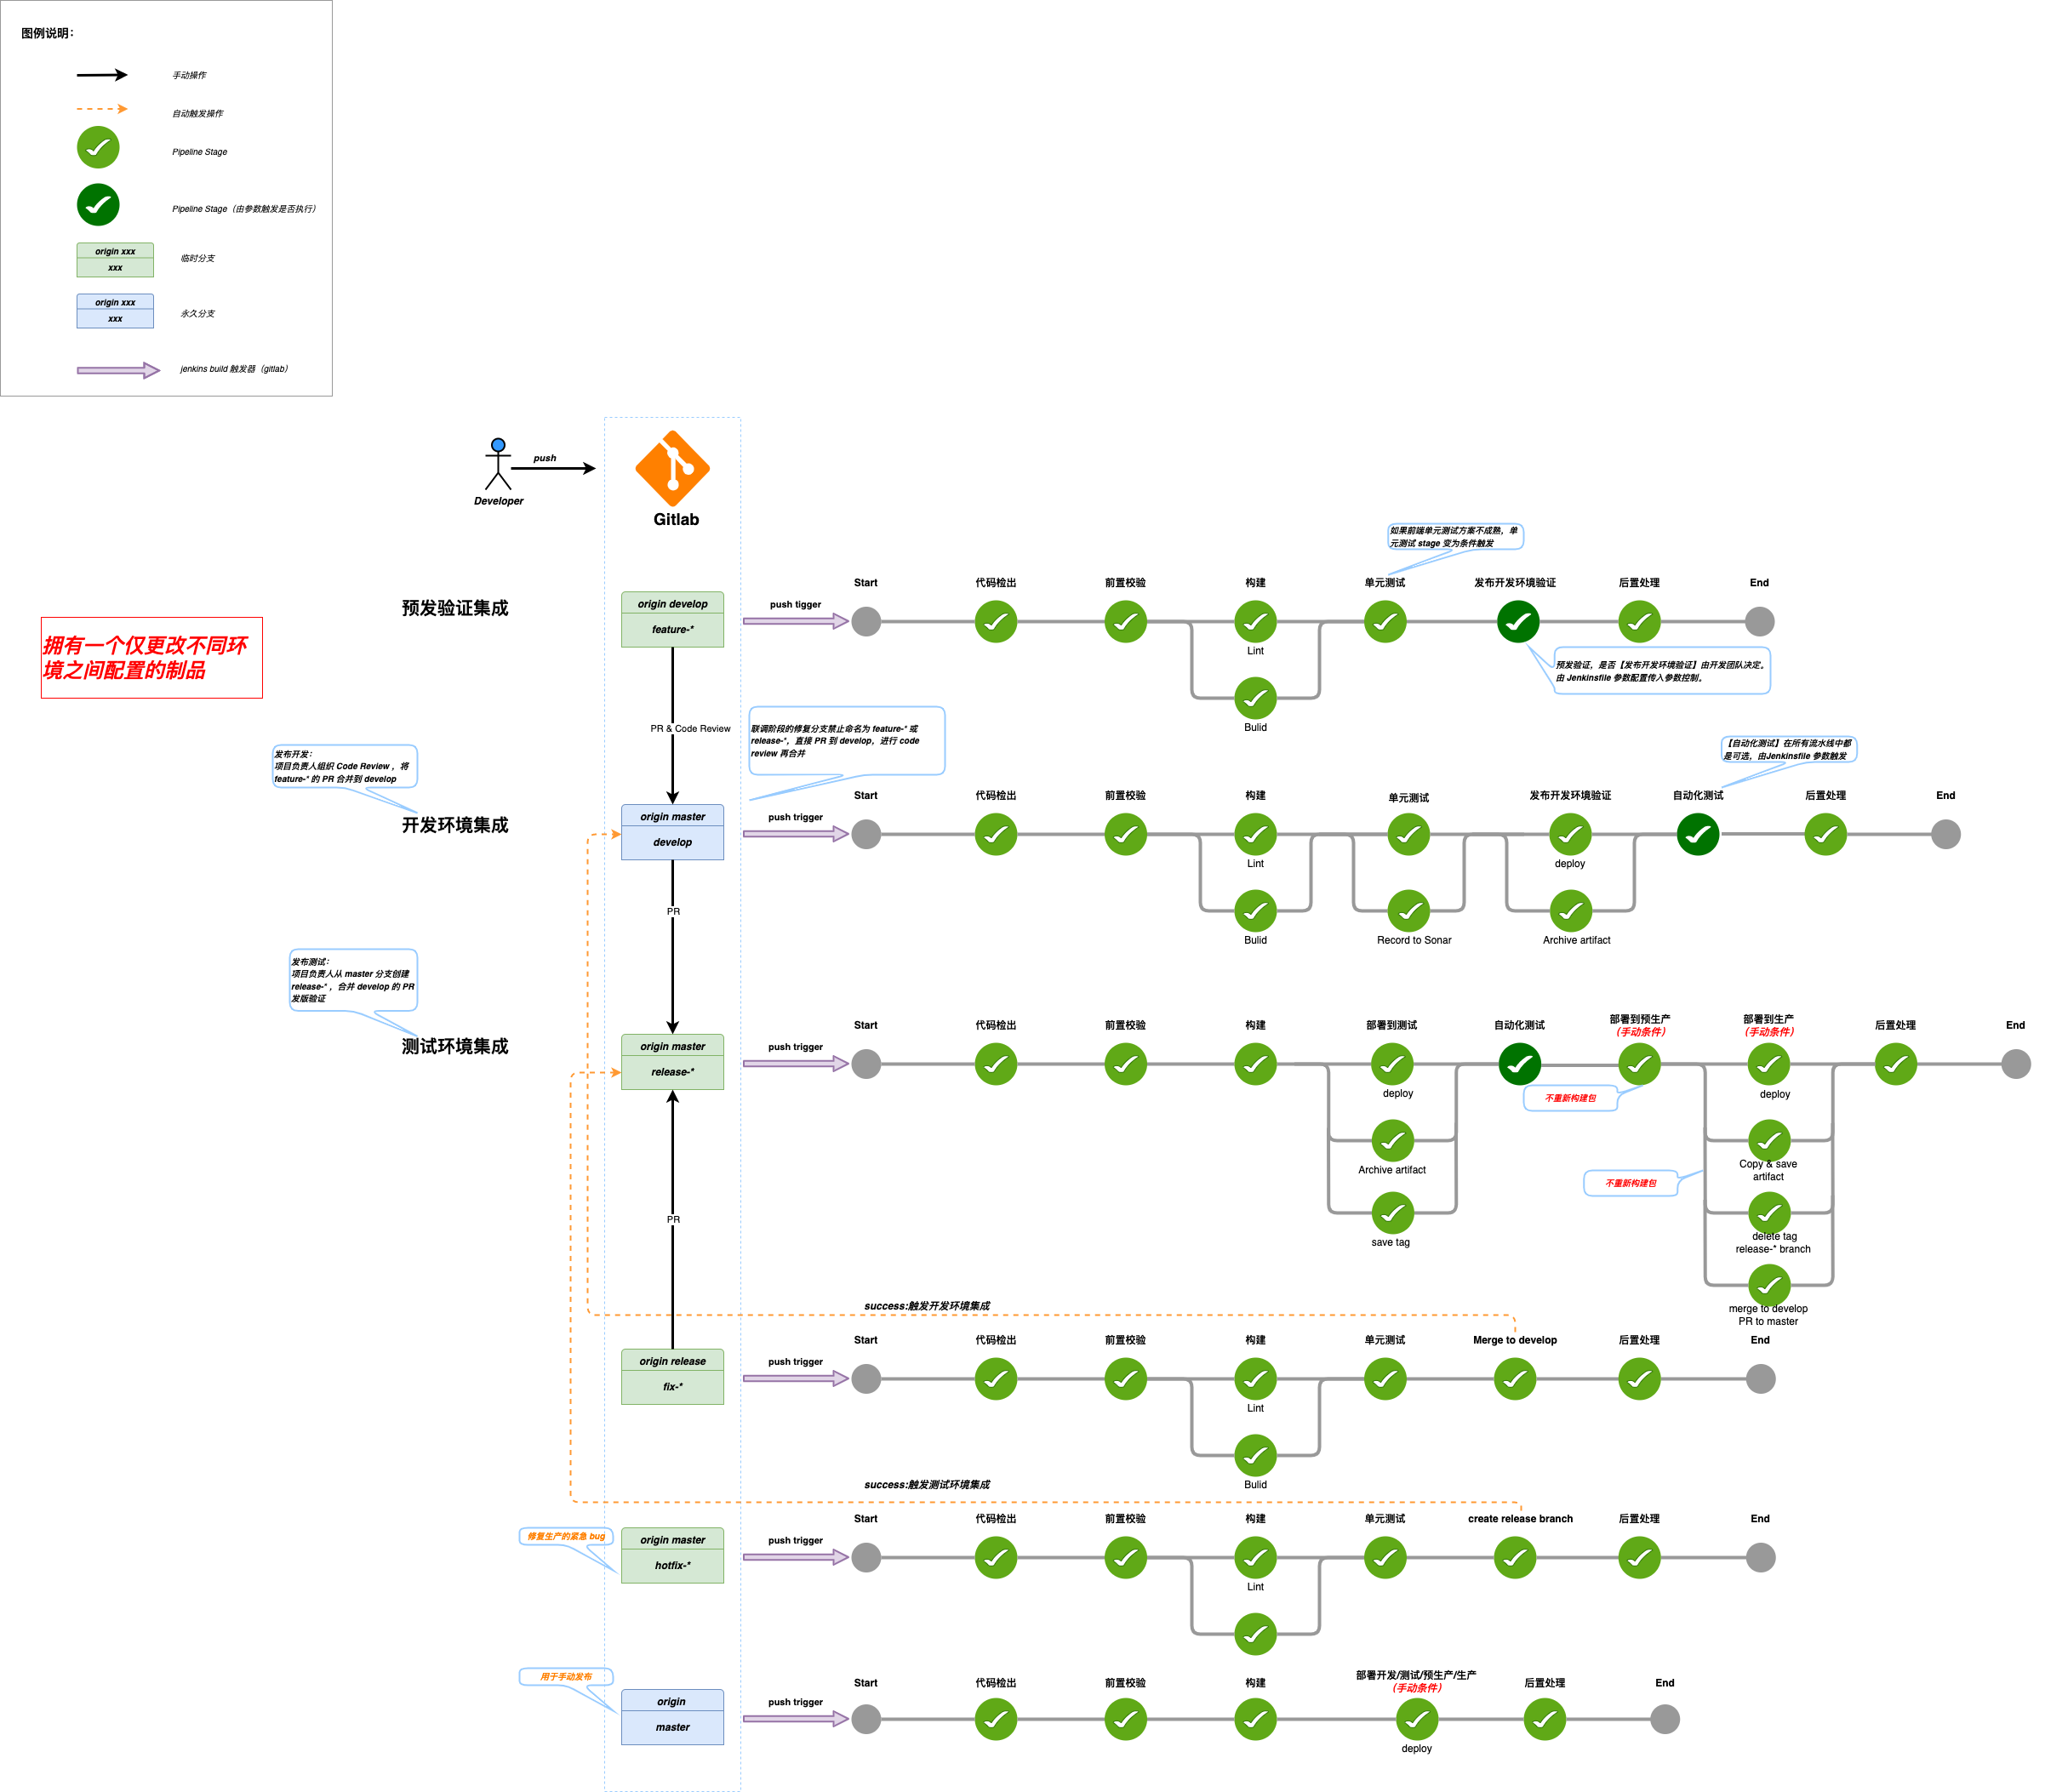 图例说明：
手动操作
自动触发操作
Pipeline Stage
Pipeline Stage（由参数触发是否执行）
origin xxx
xxx
临时分支
origin xxx
xxx
永久分支
jenkins build 触发器（gitlab）
push
Developer
Gitlab
如果前端单元测试方案不成熟，单
元测试 stage 变为条件触发
预发验证集成
origin develop
feature-*
push tigger
Start
代码检出
前置校验
构建
单元测试
发布开发环境验证
后置处理
End
Lint
Bulid
预发验证，是否【发布开发环境验证】由开发团队决定。
由 Jenkinsfile 参数配置传入参数控制。
拥有一个仅更改不同环
境之间配置的制品
PR & Code Review
联调阶段的修复分支禁止命名为 feature-* 或
release-*，直接 PR 到 develop，进行 code
review 再合并
【自动化测试】在所有流水线中都
是可选，由Jenkinsfile 参数触发
发布开发：
项目负责人组织 Code Review ，将
feature-* 的 PR 合并到 develop
开发环境集成
origin master
develop
push trigger
Start
代码检出
前置校验
构建
单元测试
发布开发环境验证
自动化测试
后置处理
End
Lint
deploy
Bulid
Record to Sonar
Archive artifact
PR
发布测试：
项目负责人从 master 分支创建
release-* ，合并 develop 的 PR
发版验证
测试环境集成
origin master
release-*
push trigger
Start
代码检出
前置校验
构建
部署到测试
自动化测试
部署到预生产
（手动条件）
部署到生产
（手动条件）
后置处理
End
deploy
不重新构建包
deploy
Archive artifact
Copy & save
artifact
不重新构建包
save tag
delete tag
release-* branch
merge to develop
PR to master
PR
success:触发开发环境集成
origin release
fix-*
push trigger
Start
代码检出
前置校验
构建
单元测试
Merge to develop
后置处理
End
Lint
Bulid
success:触发测试环境集成
修复生产的紧急 bug
origin master
hotfix-*
push trigger
Start
代码检出
前置校验
构建
单元测试
create release branch
后置处理
End
Lint
用于手动发布
origin
master
push trigger
Start
代码检出
前置校验
构建
部署开发/测试/预生产/生产
（手动条件）
后置处理
End
deploy